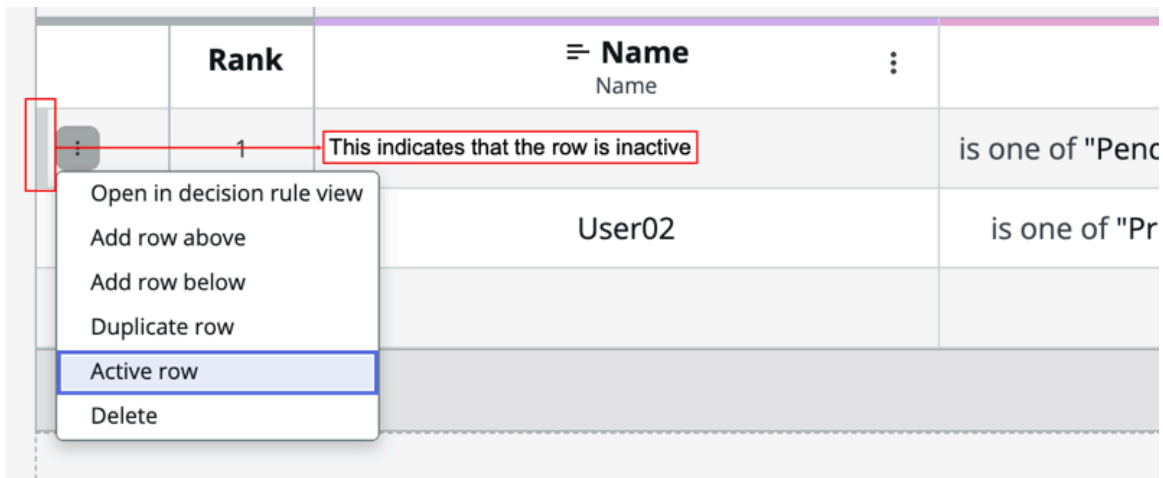 Rank
Name
Name
1
This indicates that the row is inactive
is one of "Pend
Open in decision rule view
Add row above
User02
is one of "Pr
Add row below
Duplicate row
Active row
Delete